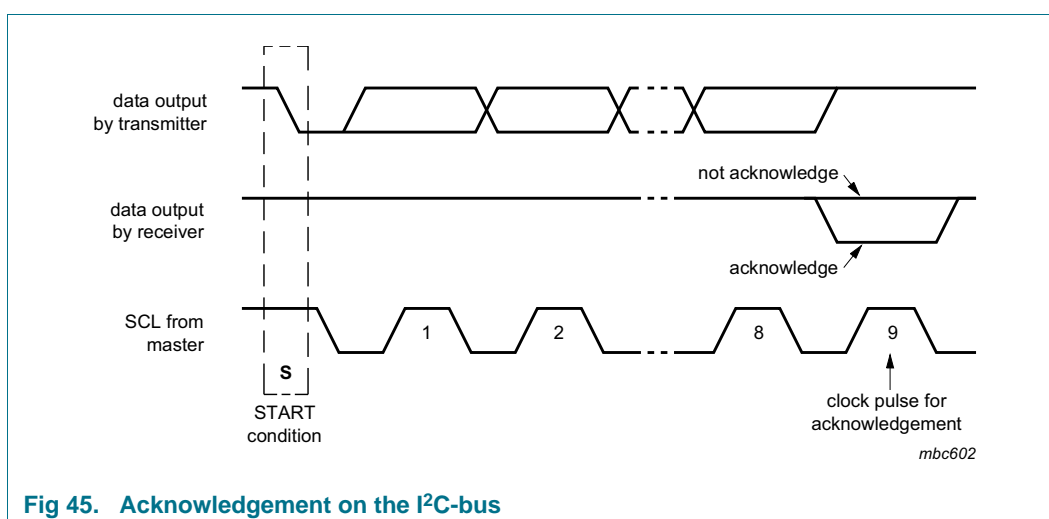 data output
by transmitter
not acknowledge
data output
by receiver
acknowledge
SCL from
master
1
2
8
9
S
START
condition
clock pulse for
acknowledgement
mbc602
Fig 45. Acknowledgement on the I²C-bus